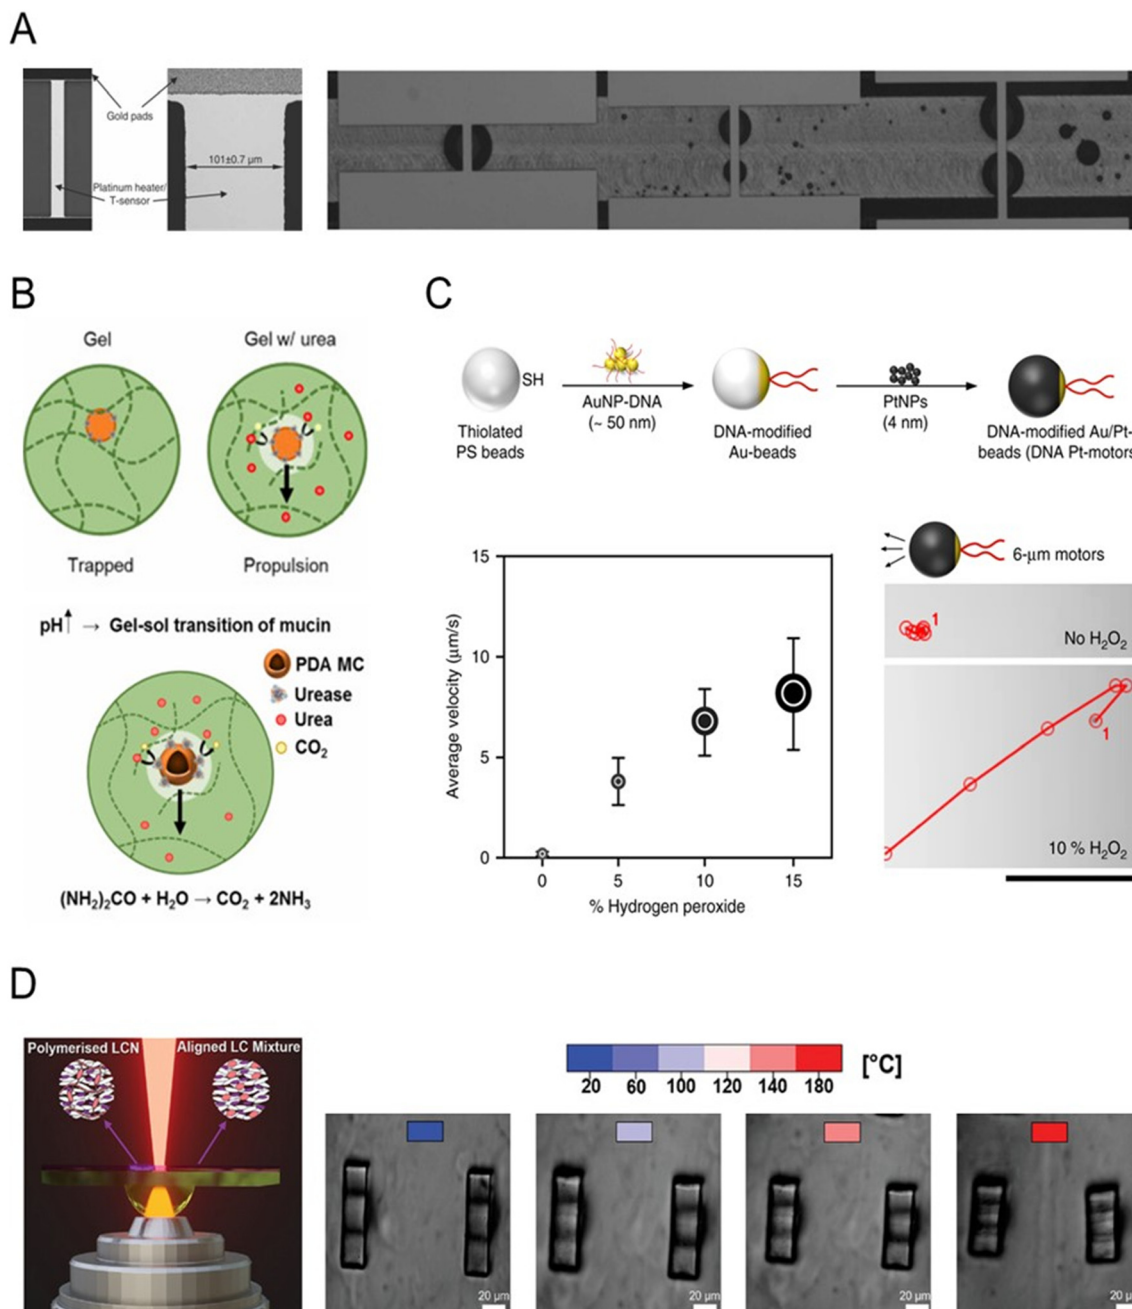 A
Gold pads
101±0.7 µm
Platinum heater/
T-sensor
B
Gel
Gel w/ urea
Trapped
Propulsion
pH↑ → Gel-sol transition of mucin
PDA MC
Urease
Urea
CO₂
(NH₂)₂CO + H₂O → CO₂ + 2NH₃
C
SH
AuNP-DNA
(~ 50 nm)
PtNPs
(4 nm)
Thiolated
PS beads
DNA-modified
Au-beads
DNA-modified Au/Pt-
beads (DNA Pt-motors
15
10
5
0
Average velocity (µm/s)
0 5 10 15
% Hydrogen peroxide
6-µm motors
1
No H₂O₂
1
10 % H₂O₂
D
Polymerised LCN
Aligned LC Mixture
20 60 100 120 140 180
[°C]
20 µm
20 µm
20 µm
20 µm